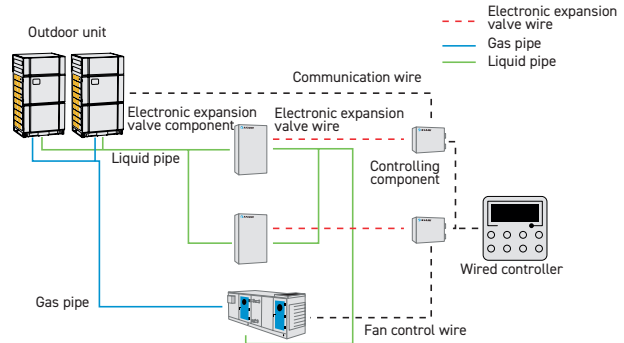 Electronic expansion
valve wire
Gas pipe
Liquid pipe
Outdoor unit
Communication wire
Electronic expansion
valve component
Electronic expansion
valve wire
Liquid pipe
Controlling
component
Wired controller
Gas pipe
Fan control wire